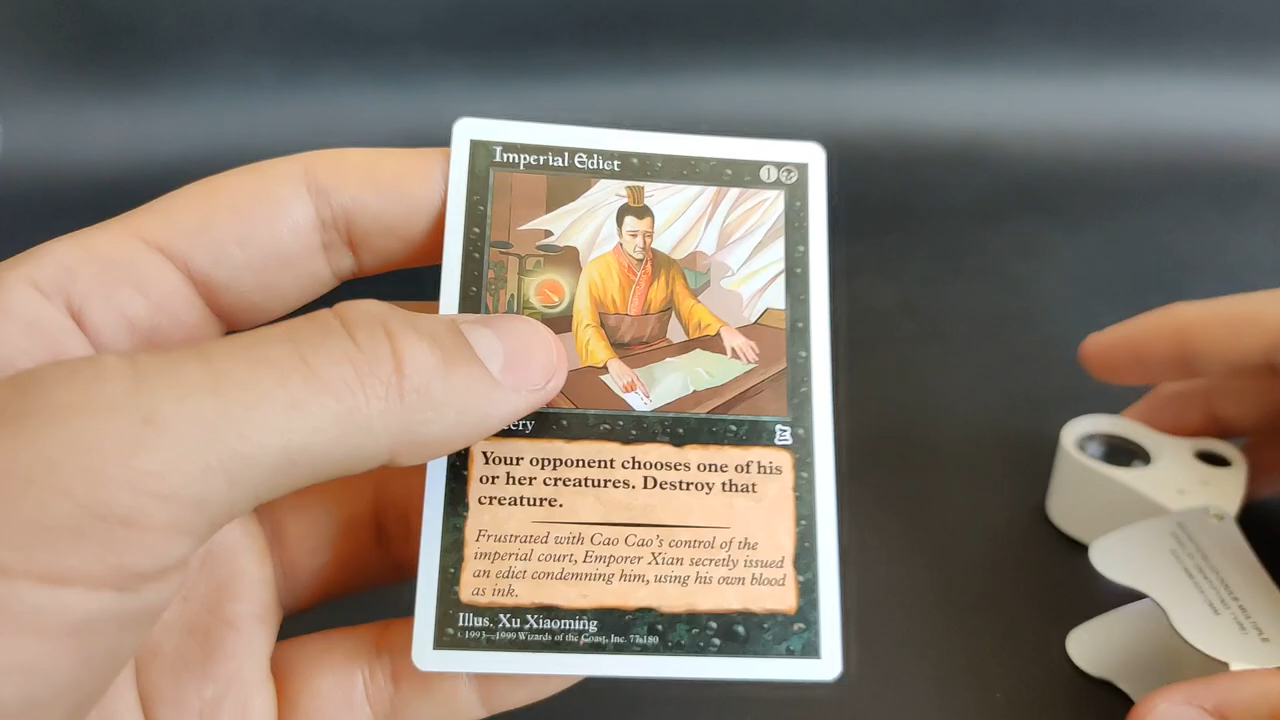 Imperial Edict
1
ery
Your opponent chooses one of his
or her creatures. Destroy that
creature.
Frustrated with Cao Cao's control of the
imperial court, Emporer Xian secretly issued
an edict condemning him, using his own blood
as ink.
Illus. Xu Xiaoming
© 1993–1999 Wizards of the Coast, Inc. 77/180